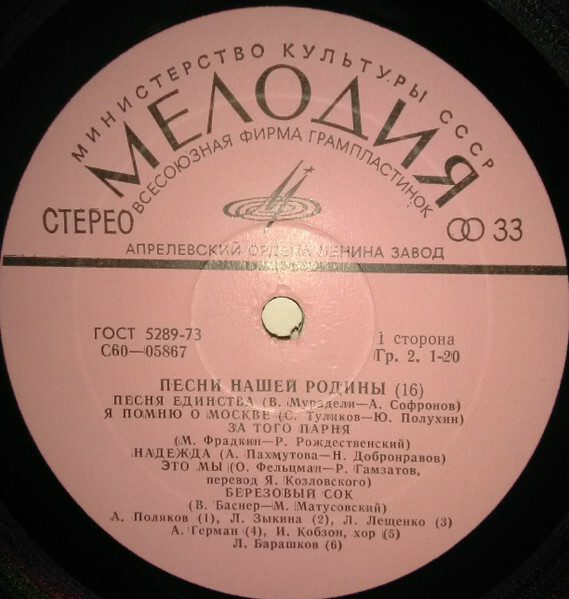 МИНИСТЕРСТВО КУЛЬТУРЫ СССР
МЕЛОДИЯ
ВСЕСОЮЗНАЯ ФИРМА ГРАМПЛАСТИНОК
СТЕРЕО
33
АПРЕЛЕВСКИЙ ОРДЕНА ЛЕНИНА ЗАВОД
ГОСТ 5289-73
С60—05867
1 сторона
Гр. 2. 1-20
ПЕСНИ НАШЕЙ РОДИНЫ (16)
ПЕСНЯ ЕДИНСТВА (В. Мурадели—А. Софронов)
Я ПОМНЮ О МОСКВЕ (С. Туликов—Ю. Полухин)
ЗА ТОГО ПАРНЯ
(М. Фрадкин—Р. Рождественский)
НАДЕЖДА (А. Пахмутова—Н. Добронравов)
ЭТО МЫ (О. Фельцман—Р. Гамзатов,
перевод Я. Козловского)
БЕРЕЗОВЫЙ СОК
(В. Баснер—М. Матусовский)
А. Поляков (1), Л. Зыкина (2), Л. Лещенко (3)
А. Герман (4), И. Кобзон, хор (5)
Л. Барашков (6)